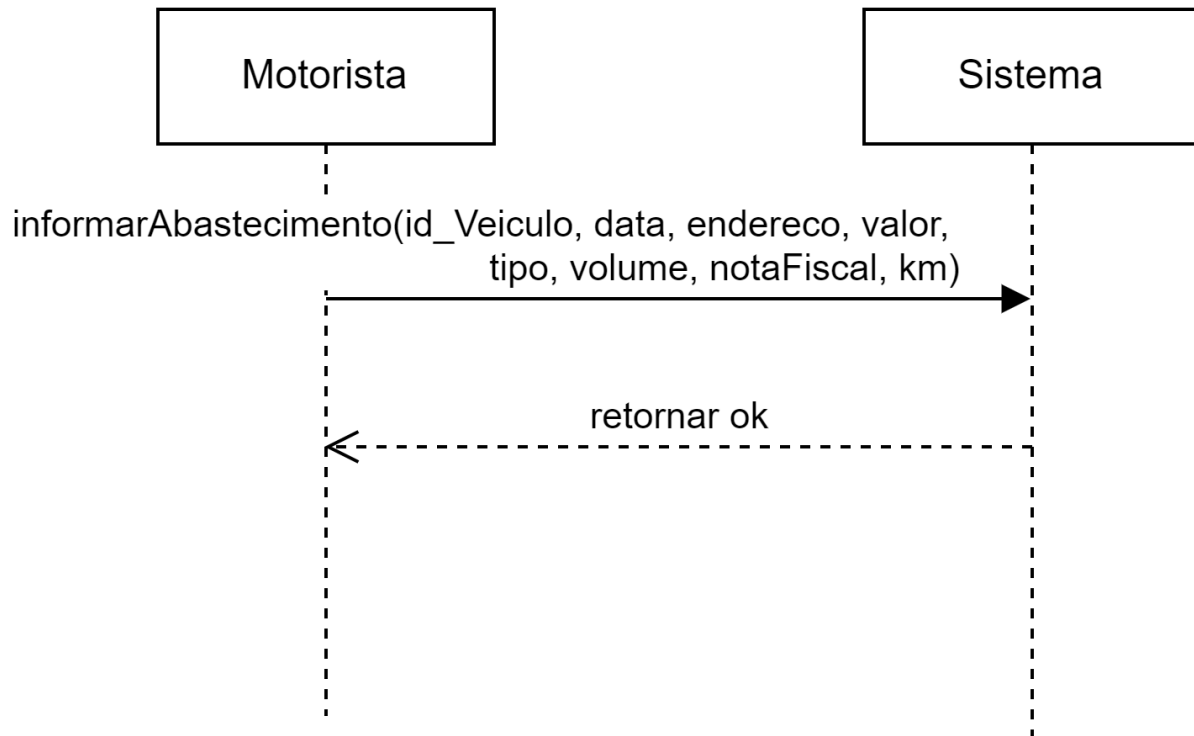 Motorista
Sistema
informarAbastecimento(id_Veiculo, data, endereco, valor,
tipo, volume, notaFiscal, km)
retornar ok